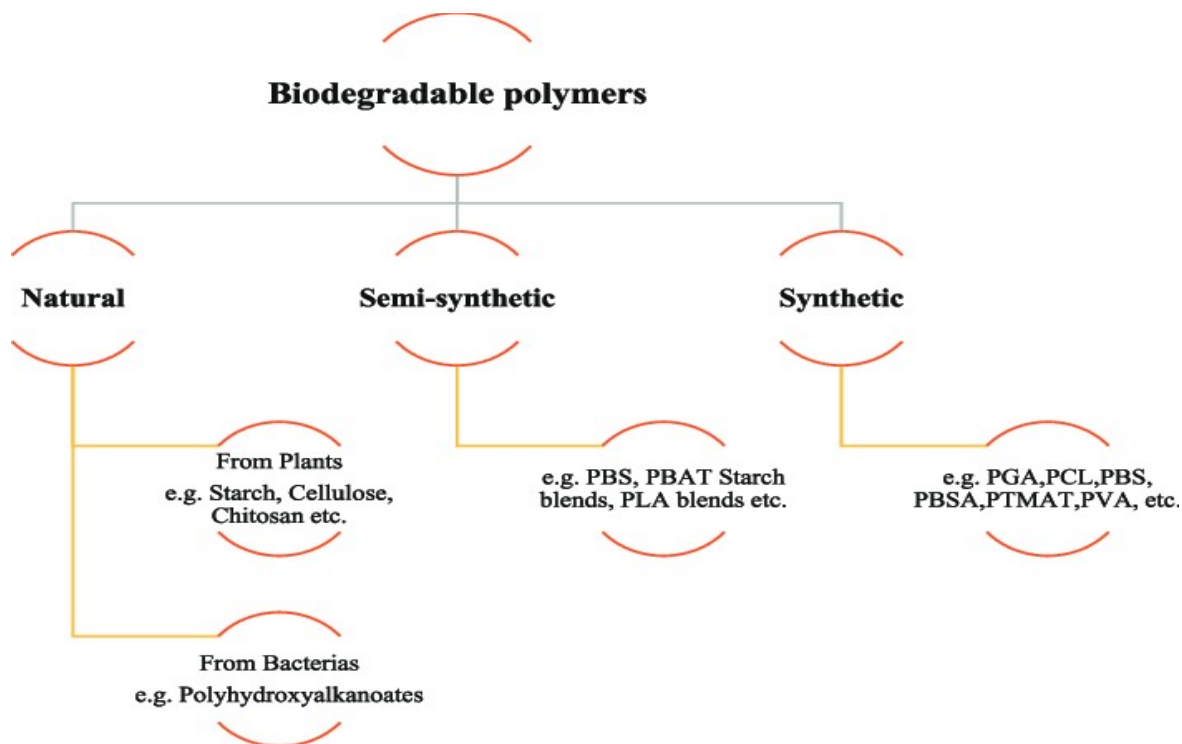 Biodegradable polymers
Natural
Semi-synthetic
Synthetic
From Plants
e.g. Starch, Cellulose,
Chitosan etc.
e.g. PBS, PBAT Starch
blends, PLA blends etc.
e.g. PGA,PCL,PBS,
PBSA,PTMAT,PVA, etc.
From Bacterias
e.g. Polyhydroxyalkanoates